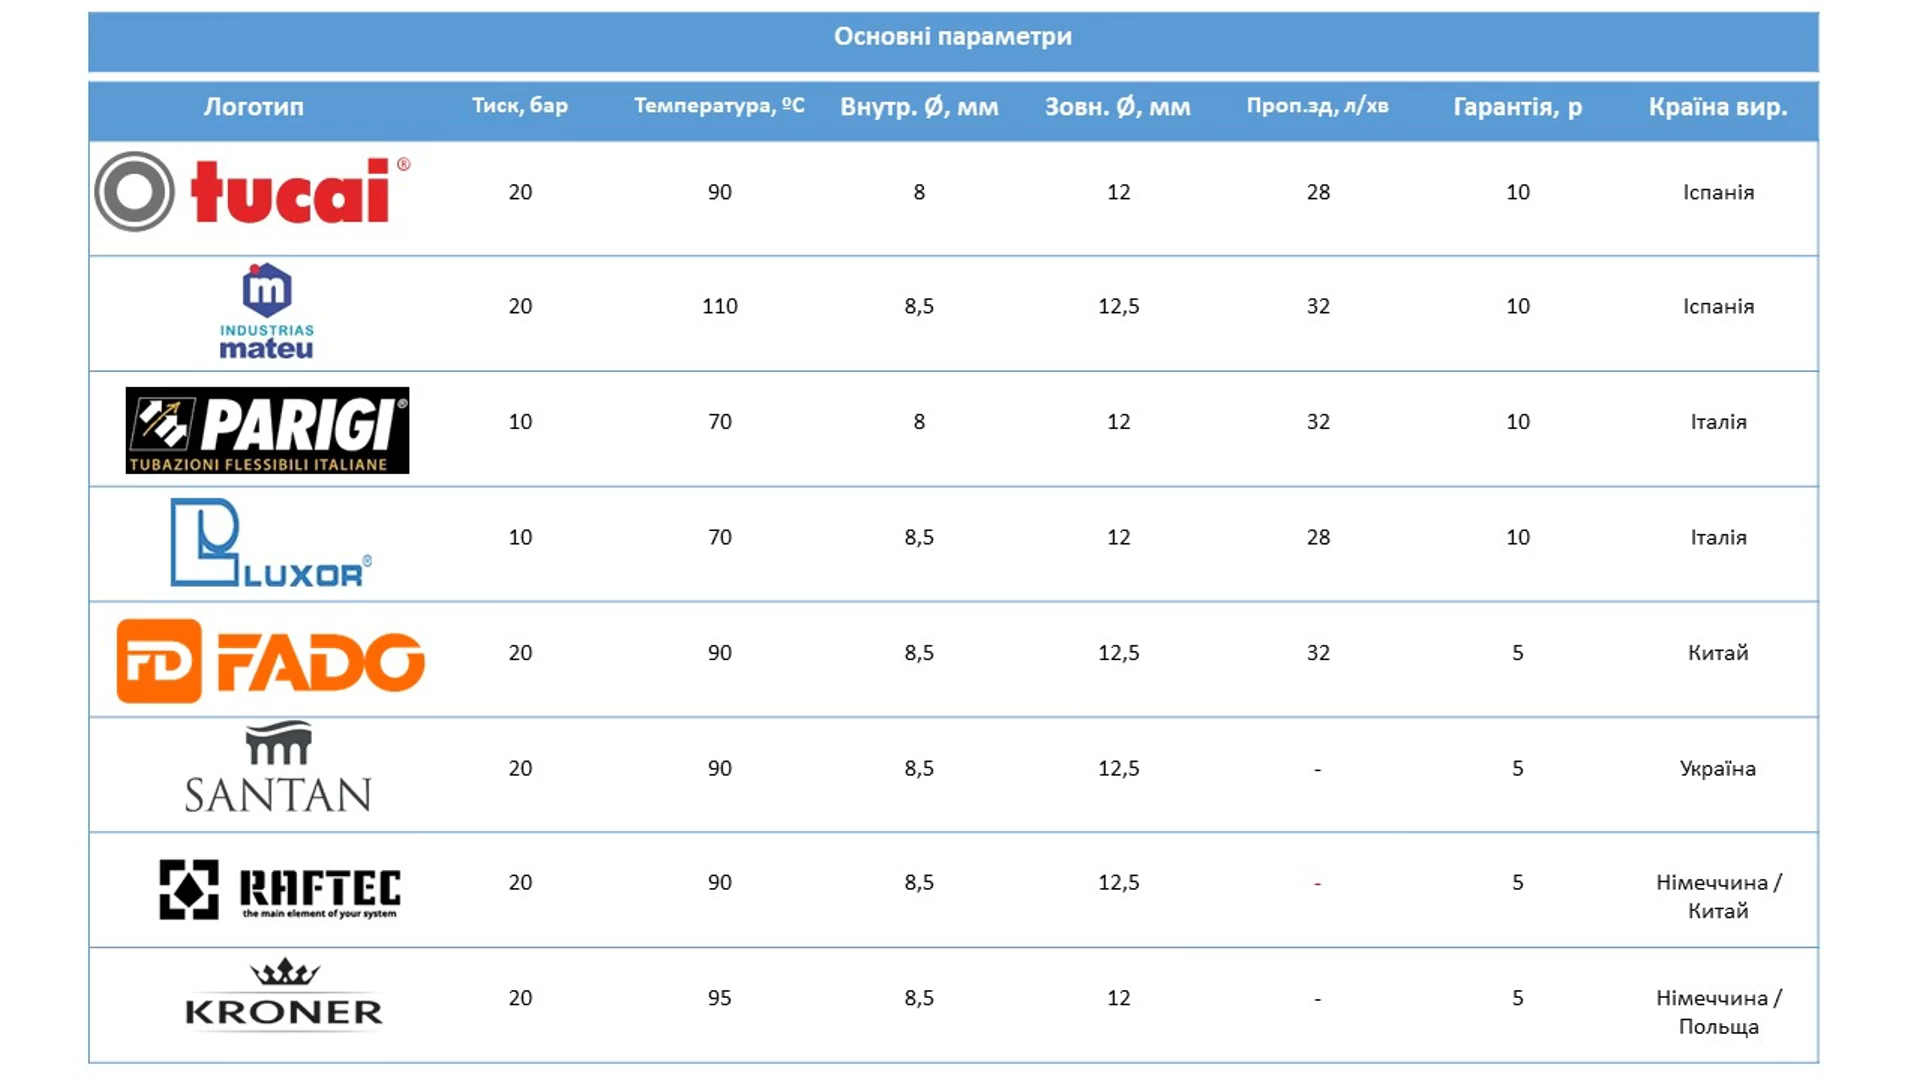 Основні параметри
Логотип Тиск, бар Температура, ºС Внутр. Ø, мм Зовн. Ø, мм Проп.зд, л/хв Гарантія, р Країна вир.
tucai ® 20 90 8 12 28 10 Іспанія
m
INDUSTRIAS
mateu 20 110 8,5 12,5 32 10 Іспанія
PARIGI ®
TUBAZIONI FLESSIBILI ITALIANE 10 70 8 12 32 10 Італія
LUXOR ® 10 70 8,5 12 28 10 Італія
FD FADO 20 90 8,5 12,5 32 5 Китай
SANTAN 20 90 8,5 12,5 - 5 Україна
RAFTEC 20 90 8,5 12,5 - 5 Німеччина /
the main element of your system Китай
KRONER 20 95 8,5 12 - 5 Німеччина /
Польща